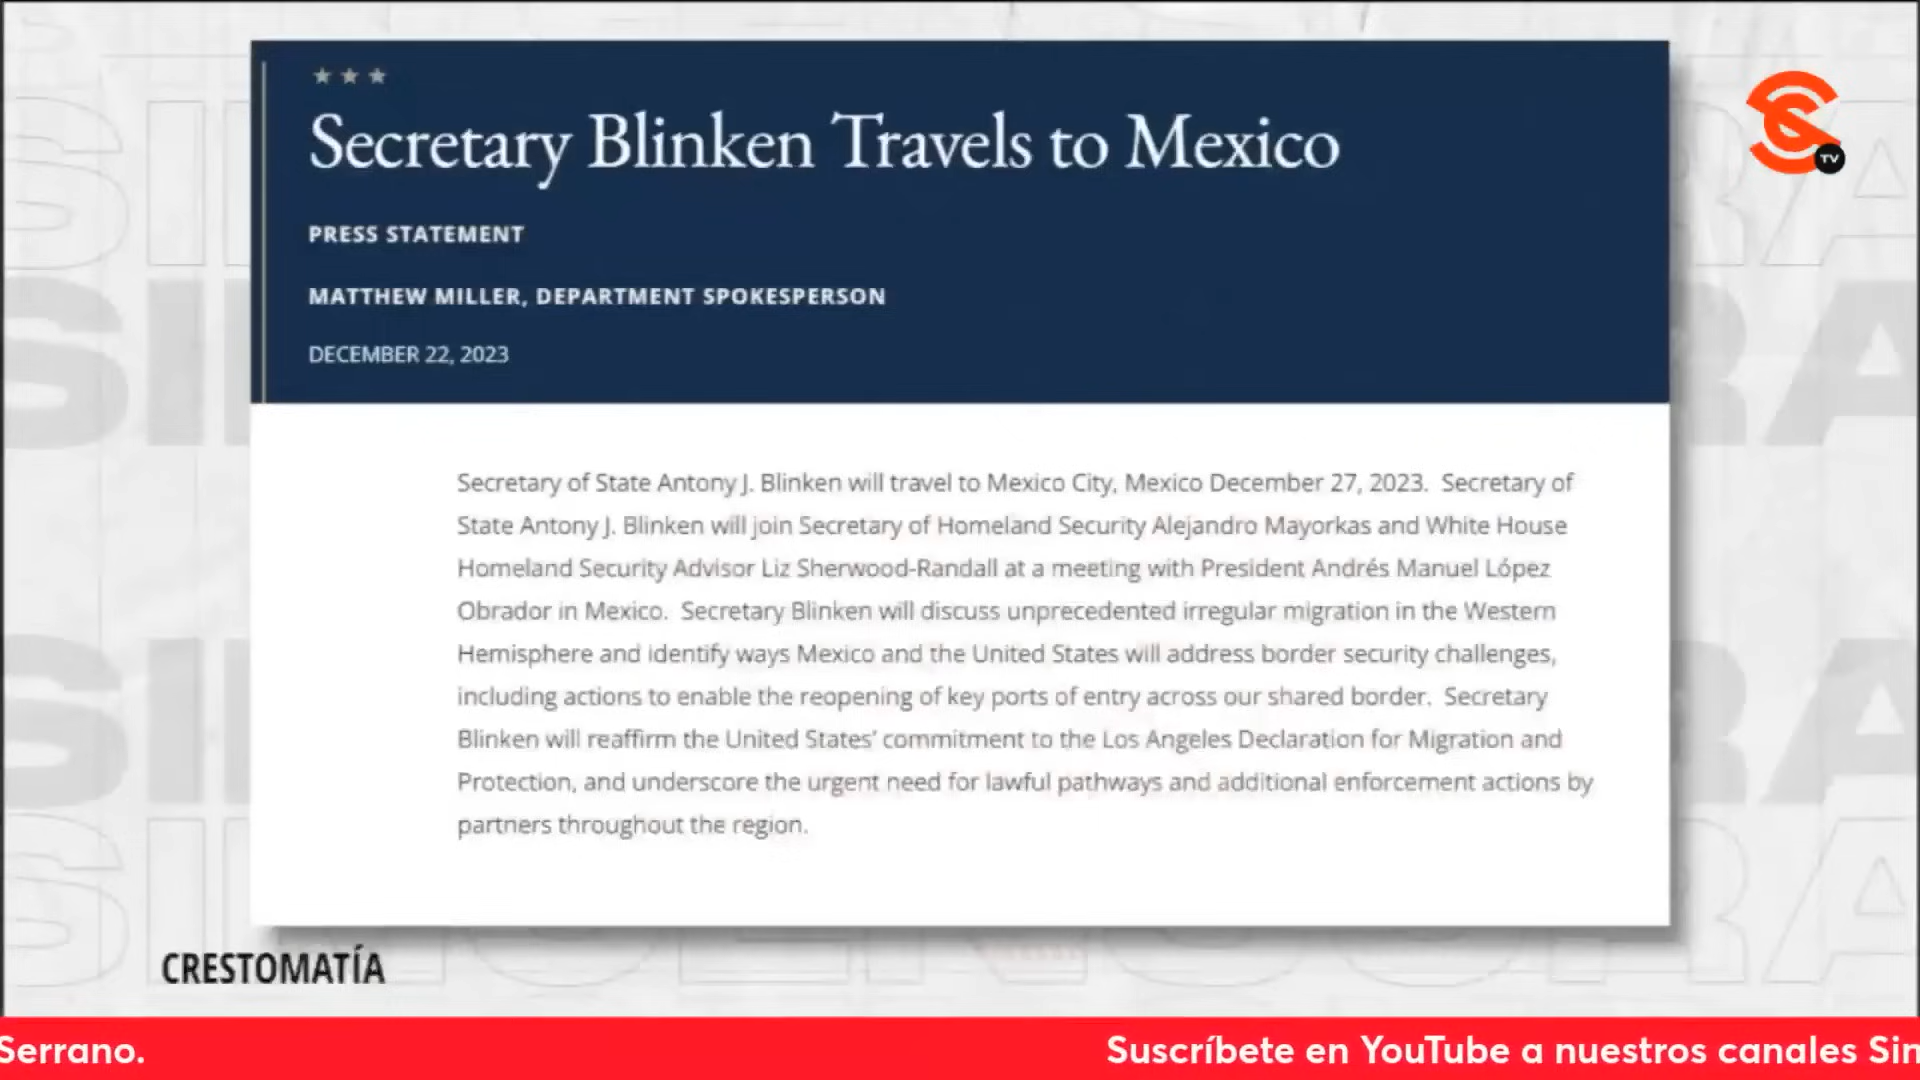 Secretary Blinken Travels to Mexico
TV
PRESS STATEMENT
MATTHEW MILLER, DEPARTMENT SPOKESPERSON
DECEMBER 22, 2023
Secretary of State Antony J. Blinken will travel to Mexico City, Mexico December 27, 2023. Secretary of
State Antony J. Blinken will join Secretary of Homeland Security Alejandro Mayorkas and White House
Homeland Security Advisor Liz Sherwood-Randall at a meeting with President Andrés Manuel López
Obrador in Mexico. Secretary Blinken will discuss unprecedented irregular migration in the Western
Hemisphere and identify ways Mexico and the United States will address border security challenges,
including actions to enable the reopening of key ports of entry across our shared border. Secretary
Blinken will reaffirm the United States’ commitment to the Los Angeles Declaration for Migration and
Protection, and underscore the urgent need for lawful pathways and additional enforcement actions by
partners throughout the region.
CRESTOMATÍA
Serrano. Suscríbete en YouTube a nuestros canales Sin